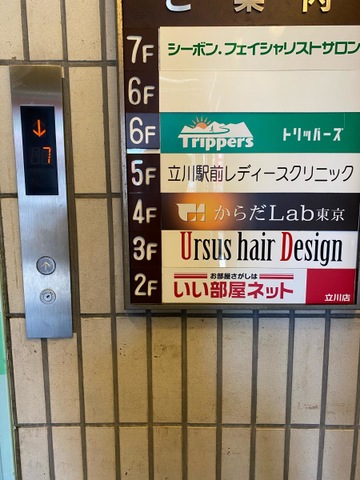 ご案内
7F シーボン.フェイシャリストサロン
6F
6F Trippers トリッパーズ
5F 立川駅前レディースクリニック
4F からだLab東京
3F Ursus hair Design
2F お部屋さがしは
いい部屋ネット 立川店
7